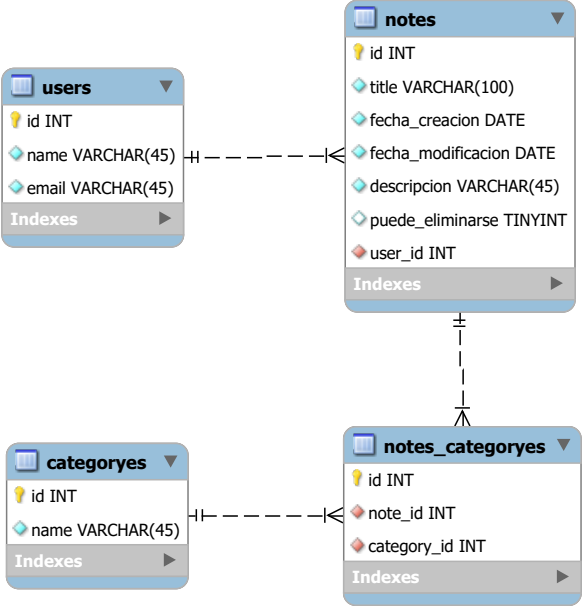 users
id INT
name VARCHAR(45)
email VARCHAR(45)
Indexes
notes
id INT
title VARCHAR(100)
fecha_creacion DATE
fecha_modificacion DATE
descripcion VARCHAR(45)
puede_eliminarse TINYINT
user_id INT
Indexes
categoryes
id INT
name VARCHAR(45)
Indexes
notes_categoryes
id INT
note_id INT
category_id INT
Indexes